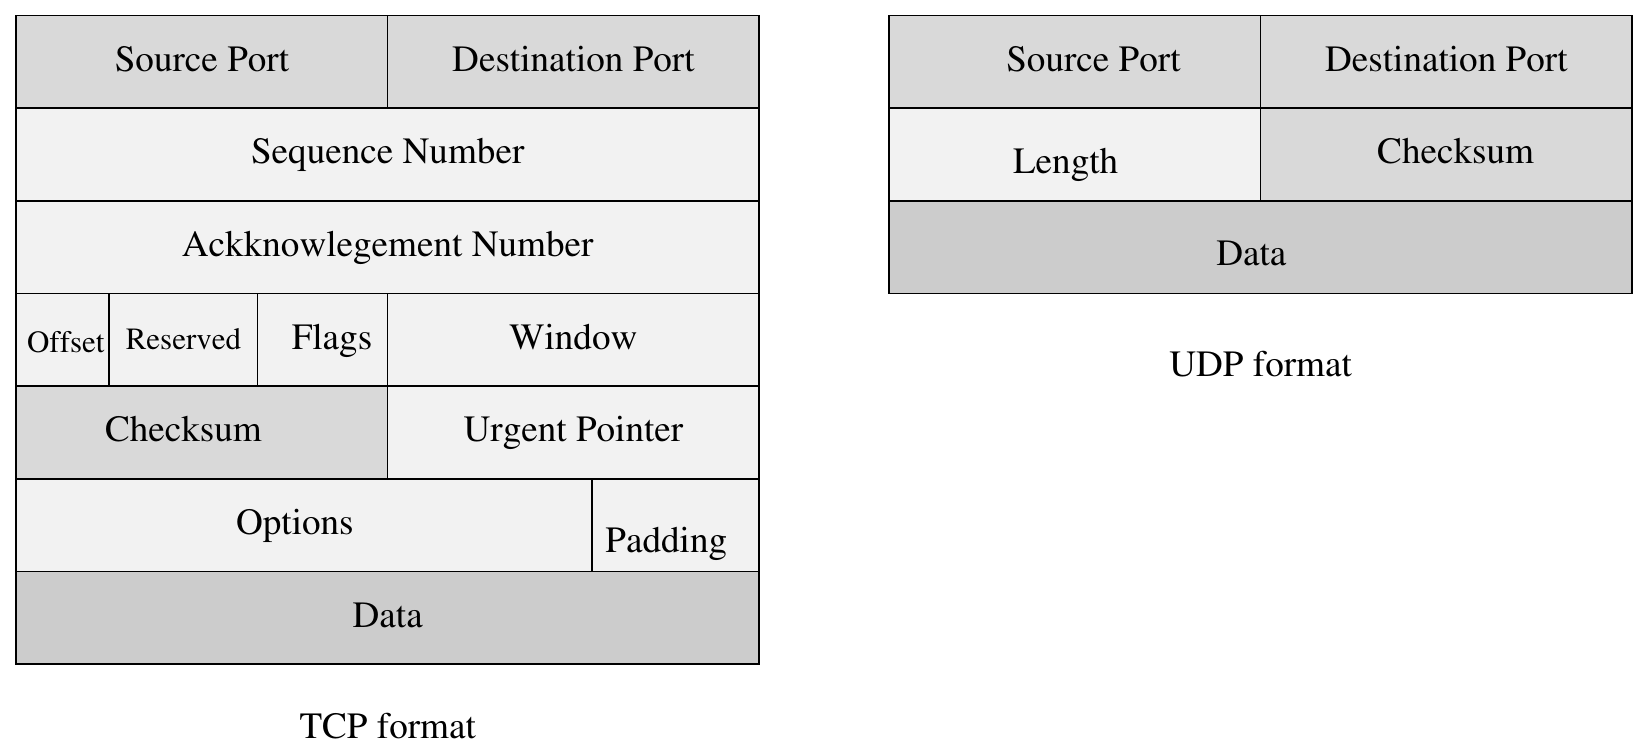 Source Port
Destination Port
Sequence Number
Ackknowlegement Number
Offset
Reserved
Flags
Window
Checksum
Urgent Pointer
Options
Padding
Data
TCP format
Source Port
Destination Port
Length
Checksum
Data
UDP format